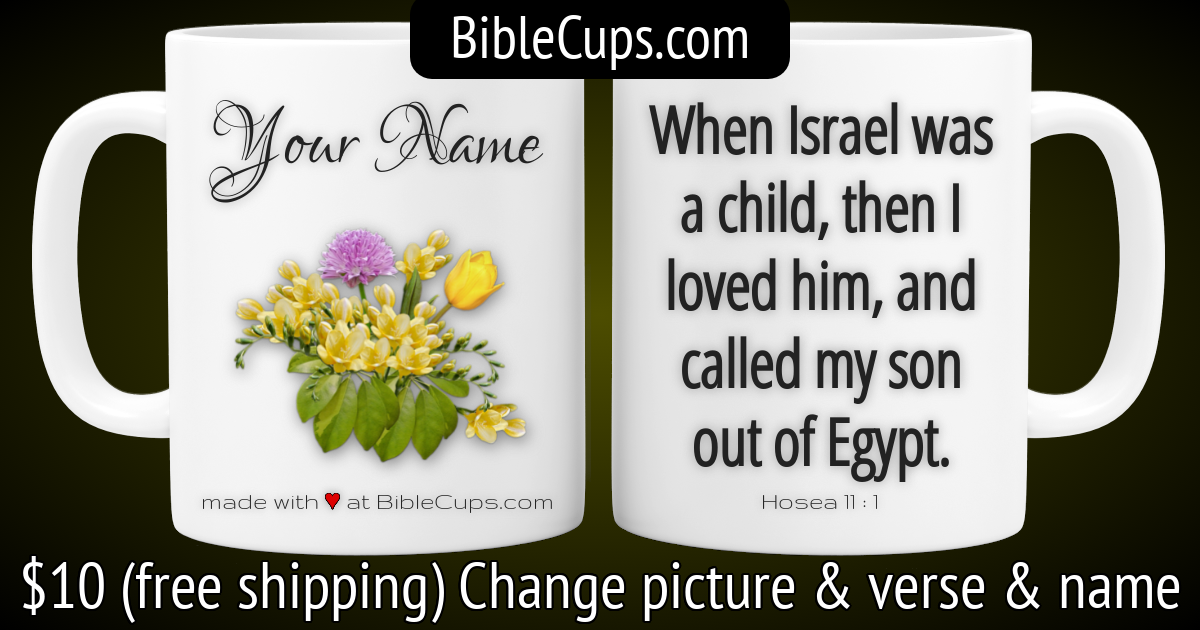 BibleCups.com
Your Name
made with ♥ at BibleCups.com
When Israel was
a child, then I
loved him, and
called my son
out of Egypt.
Hosea 11 : 1
$10 (free shipping) Change picture & verse & name